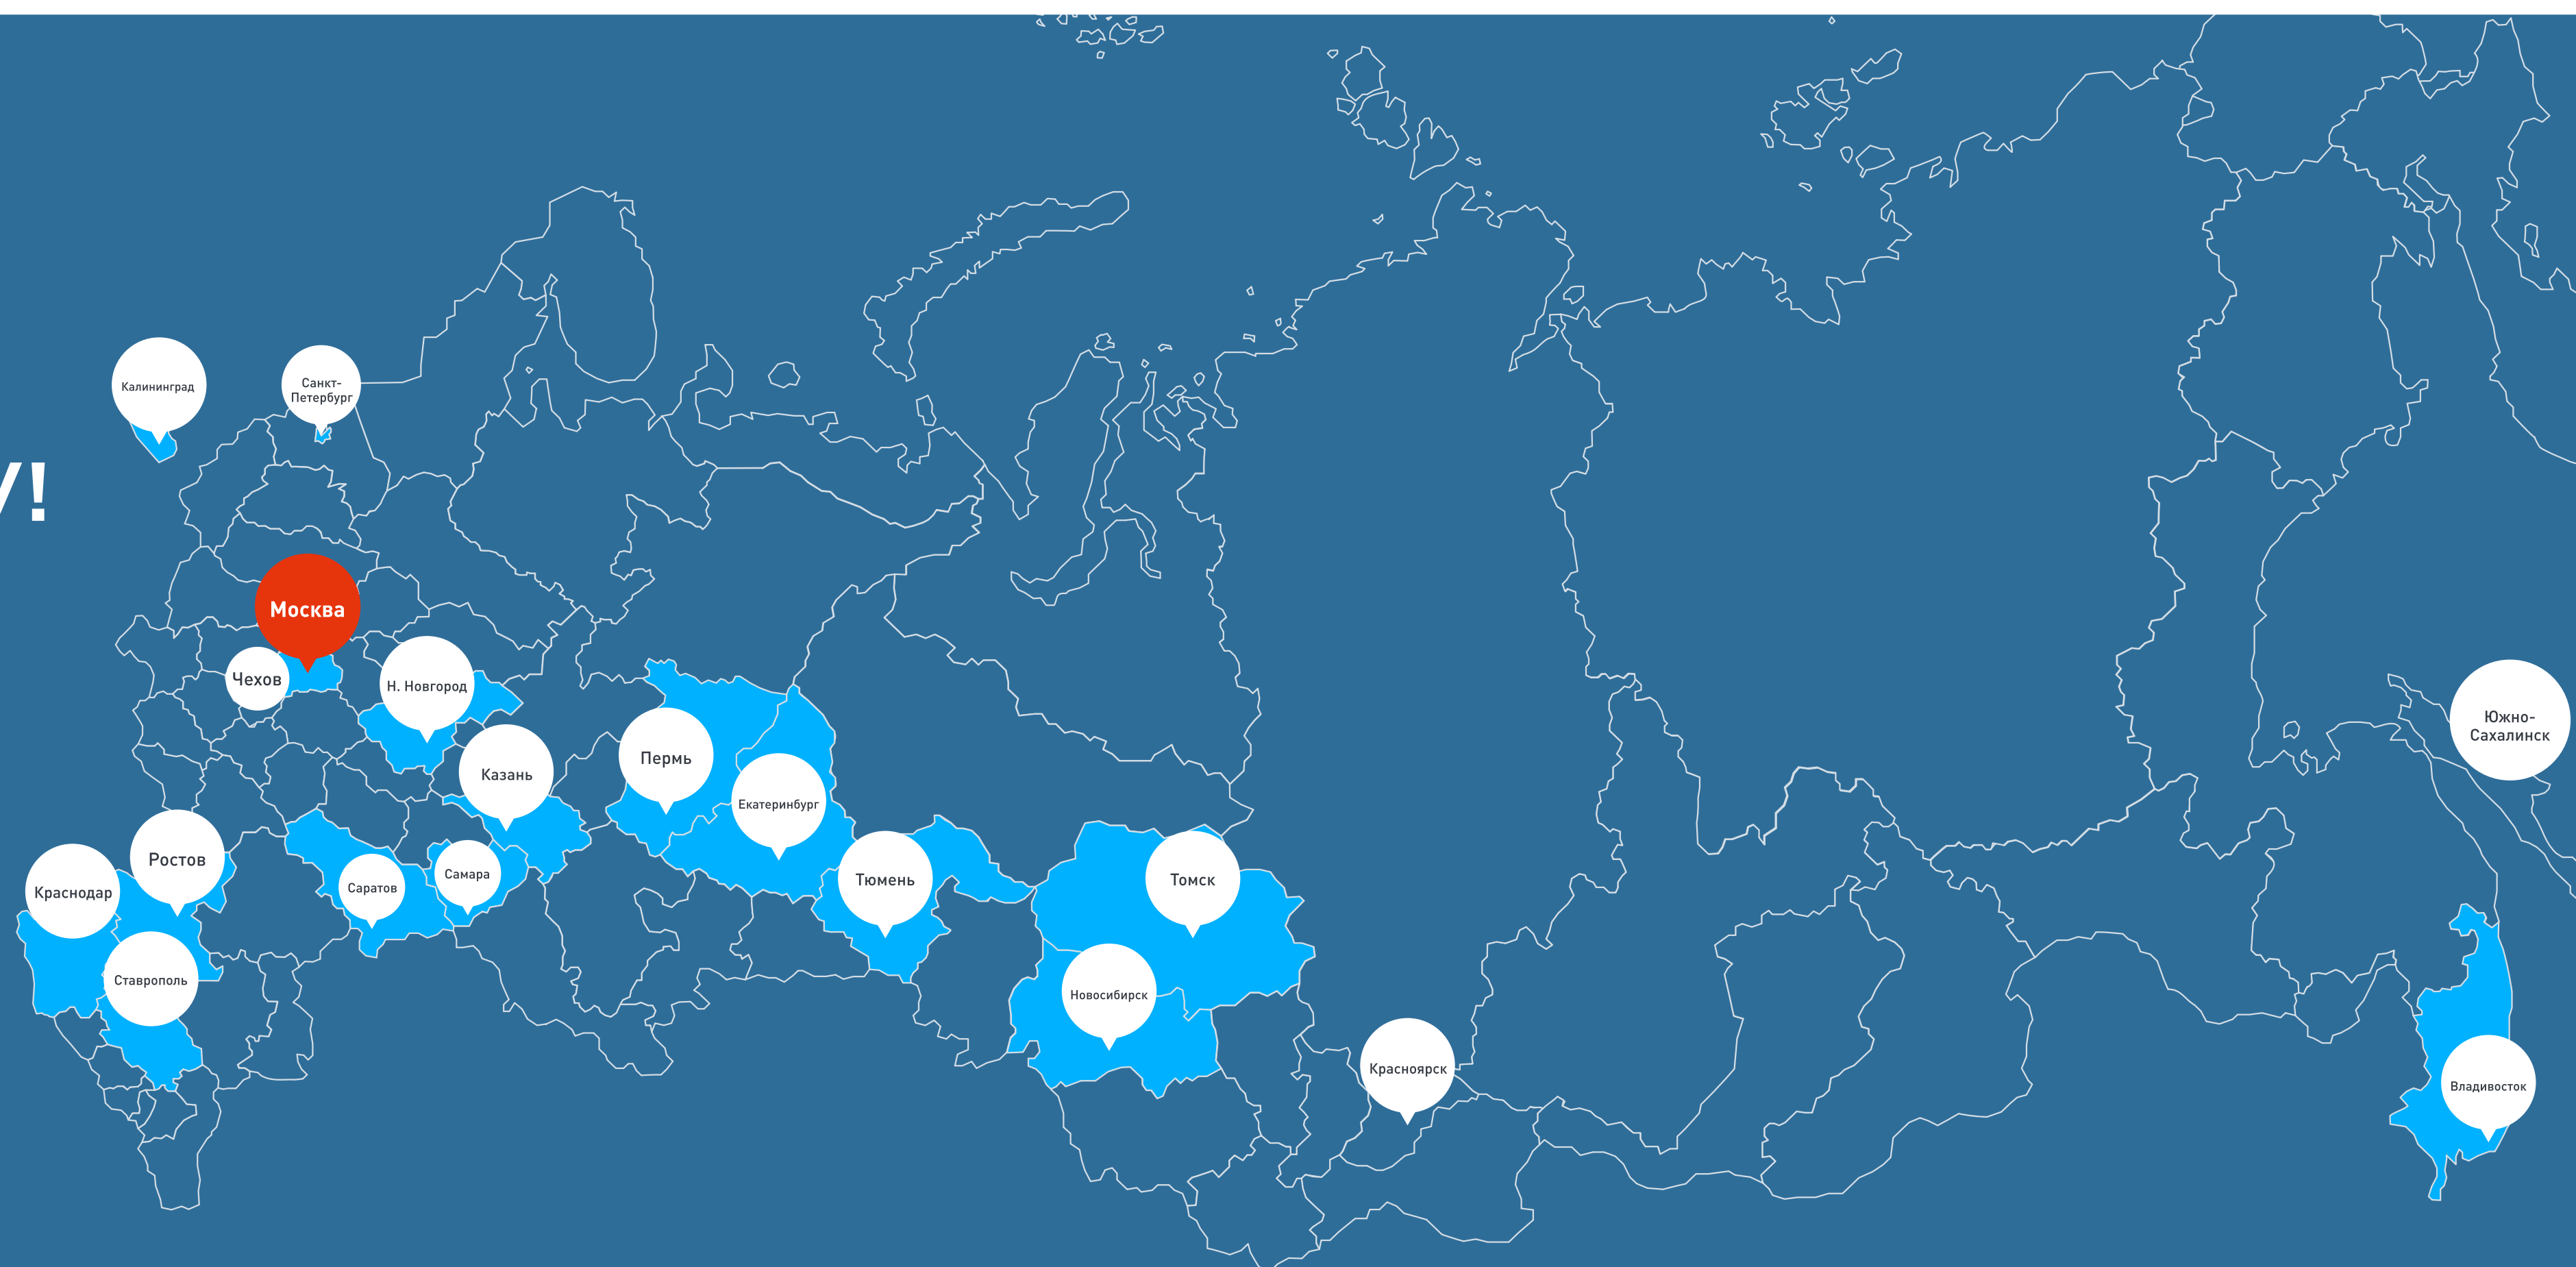 Калининград
Санкт-
Петербург
У!
Москва
Чехов
Н. Новгород
Южно-
Сахалинск
Пермь
Казань
Екатеринбург
Ростов
Краснодар
Саратов
Самара
Тюмень
Томск
Ставрополь
Новосибирск
Красноярск
Владивосток